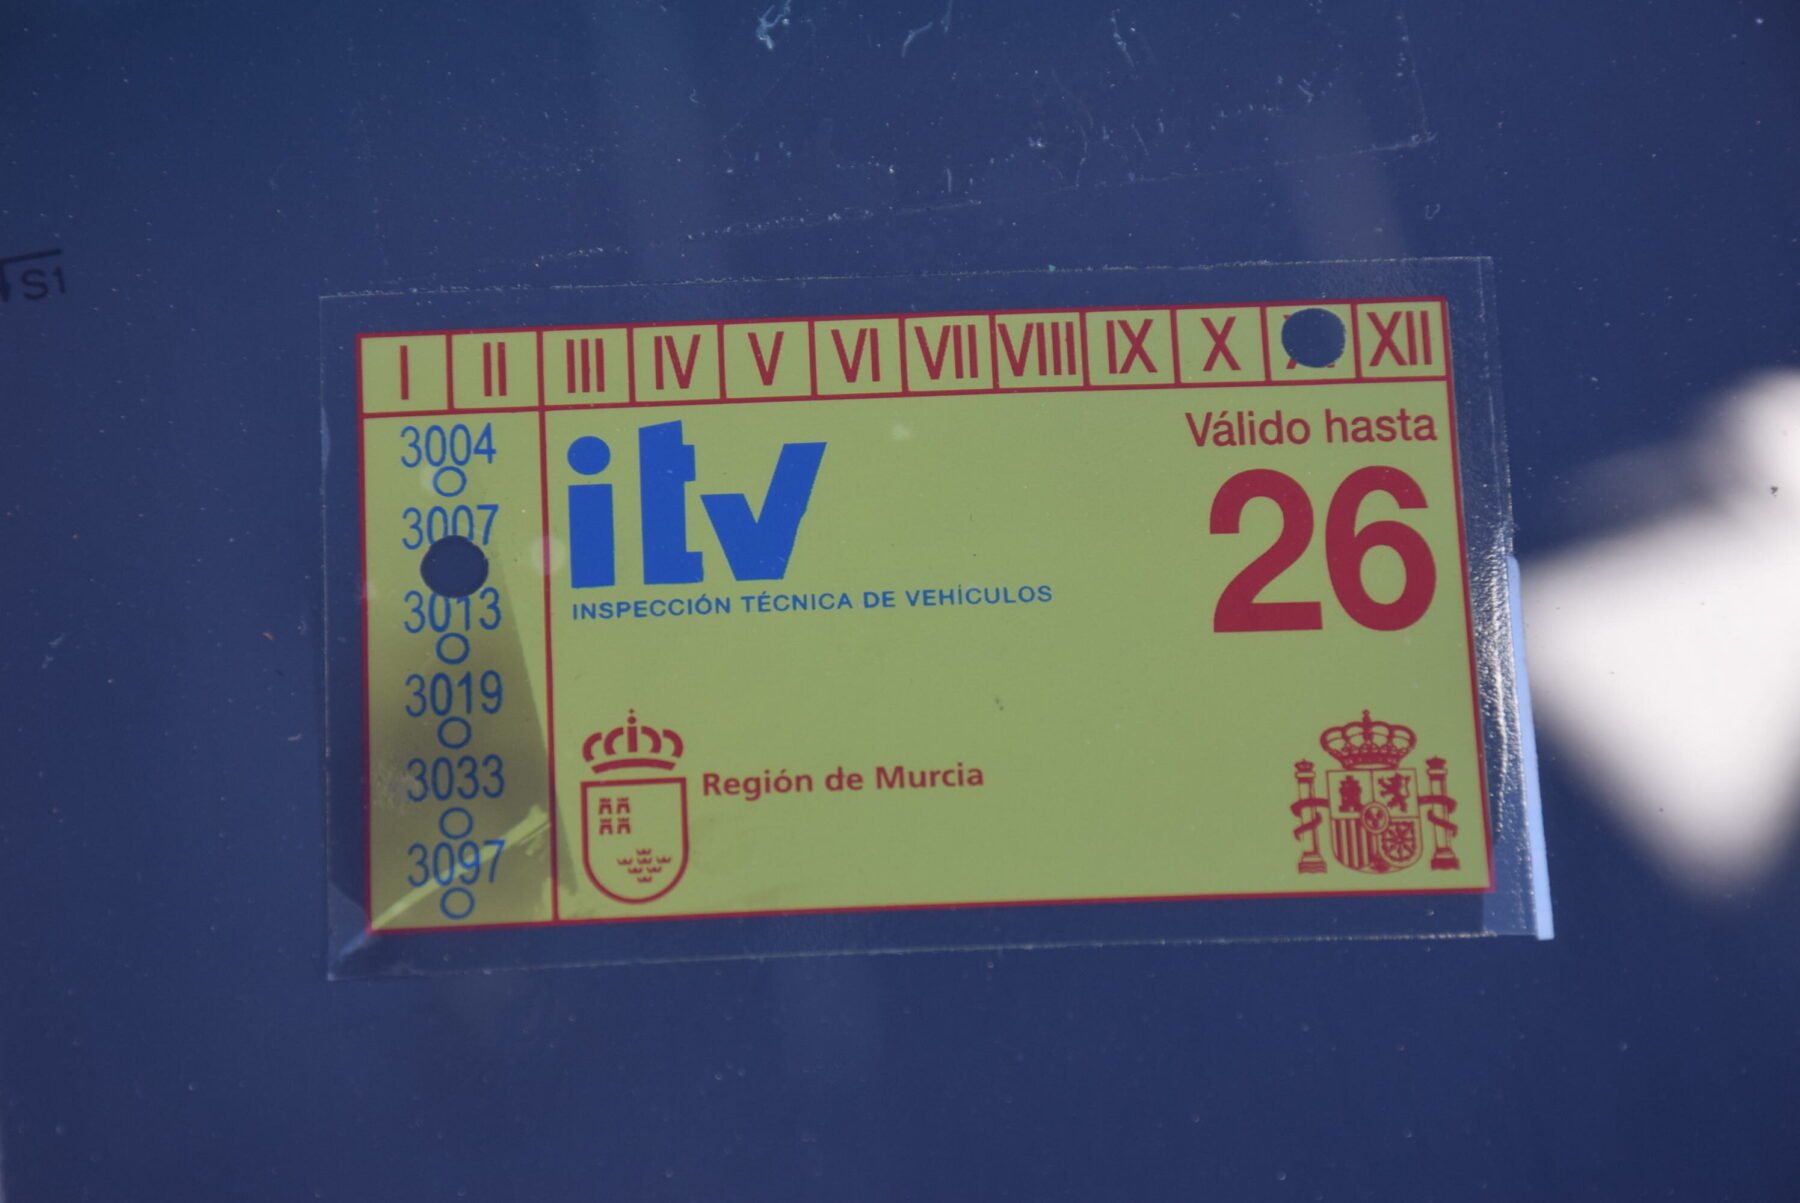 S1
I II III IV V VI VII VIII IX X XII
3004
3007
3013
3019
3033
3097
itv
INSPECCIÓN TÉCNICA DE VEHÍCULOS
Válido hasta
26
Región de Murcia